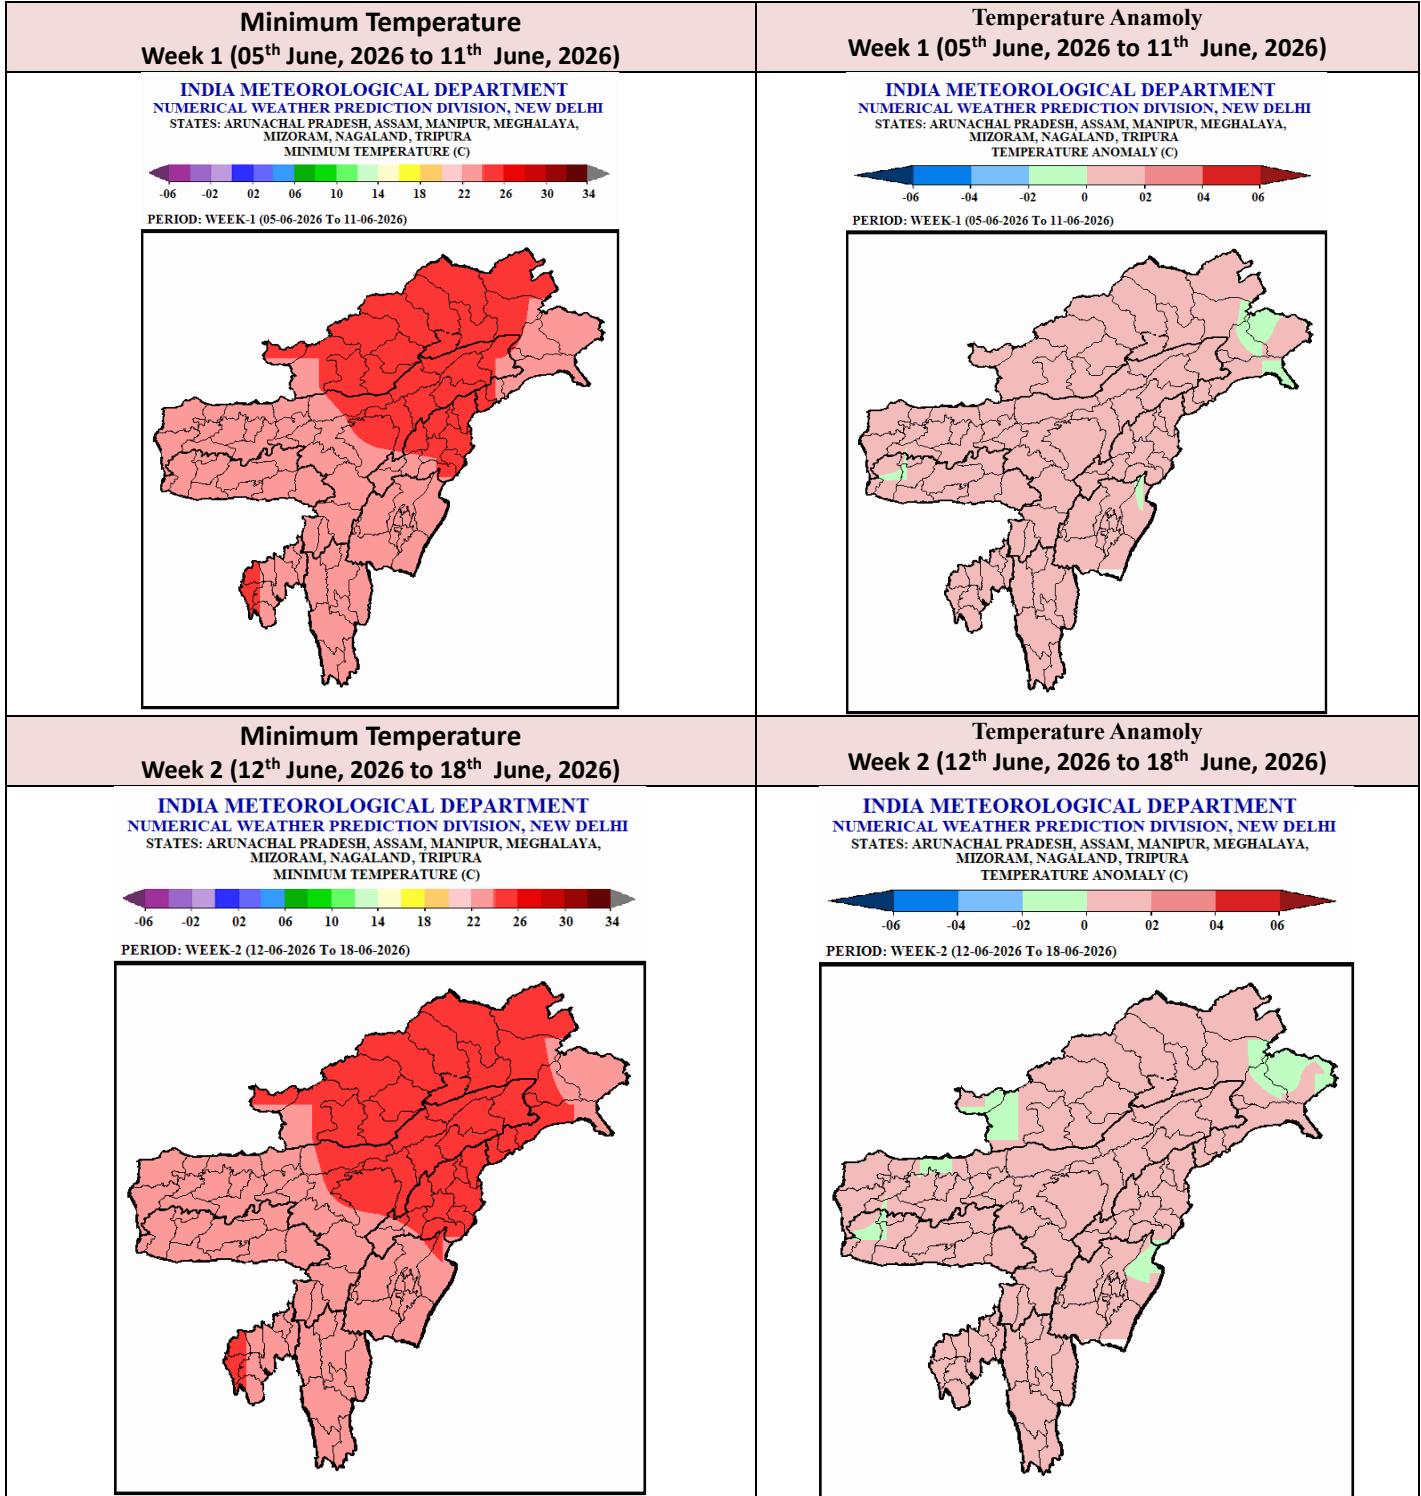 Minimum Temperature
Week 1 (05th June, 2026 to 11th June, 2026)
INDIA METEOROLOGICAL DEPARTMENT
NUMERICAL WEATHER PREDICTION DIVISION, NEW DELHI
STATES: ARUNACHAL PRADESH, ASSAM, MANIPUR, MEGHALAYA,
MIZORAM, NAGALAND, TRIPURA
MINIMUM TEMPERATURE (C)
-06 -02 02 06 10 14 18 22 26 30 34
PERIOD: WEEK-1 (05-06-2026 To 11-06-2026)
Temperature Anamoly
Week 1 (05th June, 2026 to 11th June, 2026)
INDIA METEOROLOGICAL DEPARTMENT
NUMERICAL WEATHER PREDICTION DIVISION, NEW DELHI
STATES: ARUNACHAL PRADESH, ASSAM, MANIPUR, MEGHALAYA,
MIZORAM, NAGALAND, TRIPURA
TEMPERATURE ANOMALY (C)
-06 -04 -02 0 02 04 06
PERIOD: WEEK-1 (05-06-2026 To 11-06-2026)
Minimum Temperature
Week 2 (12th June, 2026 to 18th June, 2026)
INDIA METEOROLOGICAL DEPARTMENT
NUMERICAL WEATHER PREDICTION DIVISION, NEW DELHI
STATES: ARUNACHAL PRADESH, ASSAM, MANIPUR, MEGHALAYA,
MIZORAM, NAGALAND, TRIPURA
MINIMUM TEMPERATURE (C)
-06 -02 02 06 10 14 18 22 26 30 34
PERIOD: WEEK-2 (12-06-2026 To 18-06-2026)
Temperature Anamoly
Week 2 (12th June, 2026 to 18th June, 2026)
INDIA METEOROLOGICAL DEPARTMENT
NUMERICAL WEATHER PREDICTION DIVISION, NEW DELHI
STATES: ARUNACHAL PRADESH, ASSAM, MANIPUR, MEGHALAYA,
MIZORAM, NAGALAND, TRIPURA
TEMPERATURE ANOMALY (C)
-06 -04 -02 0 02 04 06
PERIOD: WEEK-2 (12-06-2026 To 18-06-2026)